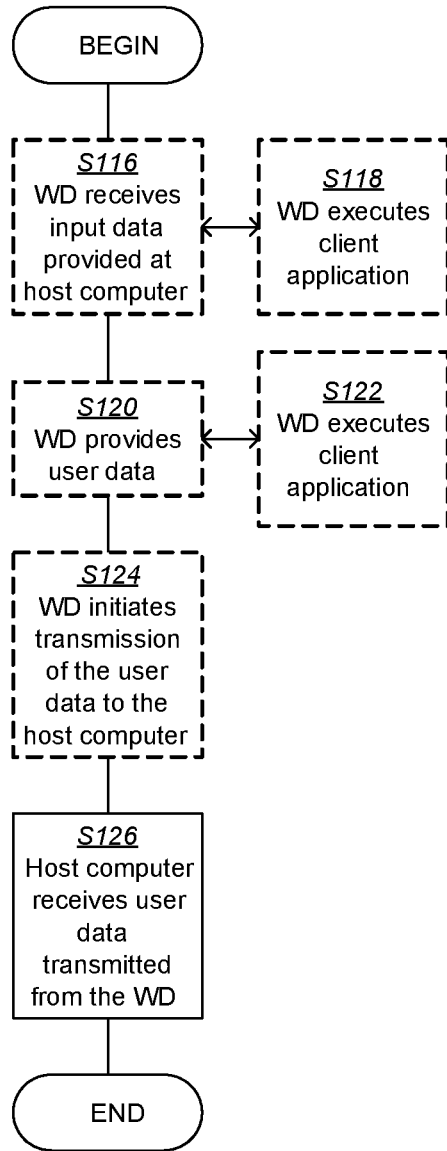 BEGIN
S116
WD receives
input data
provided at
host computer
S118
WD executes
client
application
S120
WD provides
user data
S122
WD executes
client
application
S124
WD initiates
transmission
of the user
data to the
host computer
S126
Host computer
receives user
data
transmitted
from the WD
END